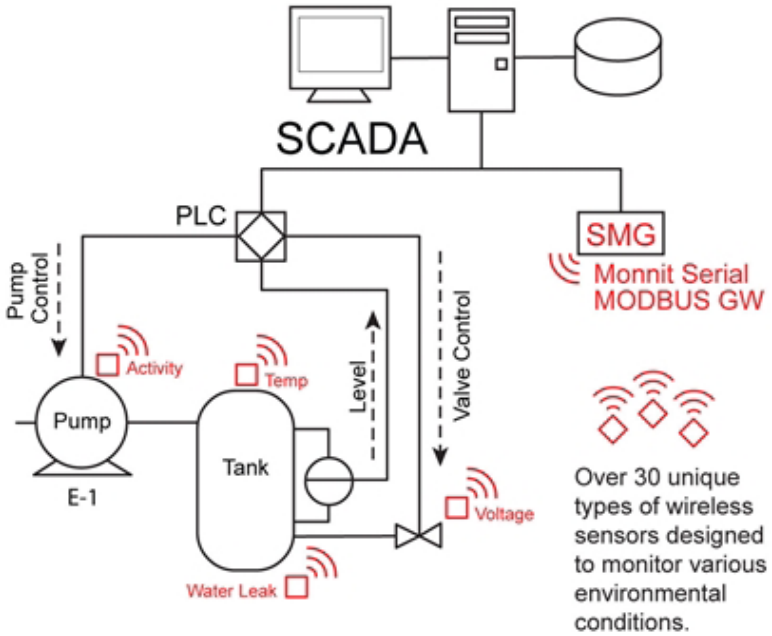 SCADA
PLC
SMG
Monnit Serial
MODBUS GW
Pump
Control
Activity
Temp
Level
Valve Control
Pump
E-1
Tank
Voltage
Water Leak
Over 30 unique
types of wireless
sensors designed
to monitor various
environmental
conditions.